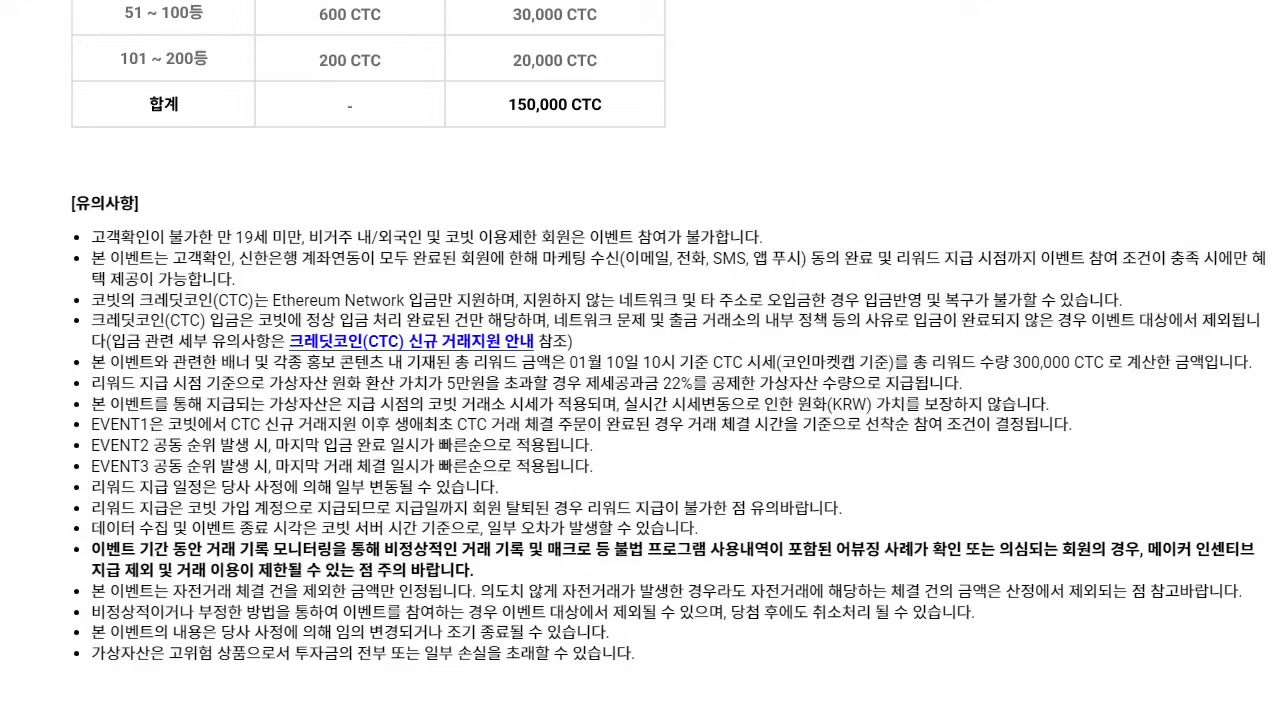 51 ~ 100등 600 CTC 30,000 CTC
101 ~ 200등 200 CTC 20,000 CTC
합계 - 150,000 CTC
[유의사항]
• 고객확인이 불가한 만 19세 미만, 비거주 내/외국인 및 코빗 이용제한 회원은 이벤트 참여가 불가합니다.
• 본 이벤트는 고객확인, 신한은행 계좌연동이 모두 완료된 회원에 한해 마케팅 수신(이메일, 전화, SMS, 앱 푸시) 동의 완료 및 리워드 지급 시점까지 이벤트 참여 조건이 충족 시에만 혜
택 제공이 가능합니다.
• 코빗의 크레딧코인(CTC)는 Ethereum Network 입금만 지원하며, 지원하지 않는 네트워크 및 타 주소로 오입금한 경우 입금반영 및 복구가 불가할 수 있습니다.
• 크레딧코인(CTC) 입금은 코빗에 정상 입금 처리 완료된 건만 해당하며, 네트워크 문제 및 출금 거래소의 내부 정책 등의 사유로 입금이 완료되지 않은 경우 이벤트 대상에서 제외됩니
다(입금 관련 세부 유의사항은 크레딧코인(CTC) 신규 거래지원 안내 참조)
• 본 이벤트와 관련한 배너 및 각종 홍보 콘텐츠 내 기재된 총 리워드 금액은 01월 10일 10시 기준 CTC 시세(코인마켓캡 기준)를 총 리워드 수량 300,000 CTC 로 계산한 금액입니다.
• 리워드 지급 시점 기준으로 가상자산 원화 환산 가치가 5만원을 초과할 경우 제세공과금 22%를 공제한 가상자산 수량으로 지급됩니다.
• 본 이벤트를 통해 지급되는 가상자산은 지급 시점의 코빗 거래소 시세가 적용되며, 실시간 시세변동으로 인한 원화(KRW) 가치를 보장하지 않습니다.
• EVENT1은 코빗에서 CTC 신규 거래지원 이후 생애최초 CTC 거래 체결 주문이 완료된 경우 거래 체결 시간을 기준으로 선착순 참여 조건이 결정됩니다.
• EVENT2 공동 순위 발생 시, 마지막 입금 완료 일시가 빠른순으로 적용됩니다.
• EVENT3 공동 순위 발생 시, 마지막 거래 체결 일시가 빠른순으로 적용됩니다.
• 리워드 지급 일정은 당사 사정에 의해 일부 변동될 수 있습니다.
• 리워드 지급은 코빗 가입 계정으로 지급되므로 지급일까지 회원 탈퇴된 경우 리워드 지급이 불가한 점 유의바랍니다.
• 데이터 수집 및 이벤트 종료 시각은 코빗 서버 시간 기준으로, 일부 오차가 발생할 수 있습니다.
• 이벤트 기간 동안 거래 기록 모니터링을 통해 비정상적인 거래 기록 및 매크로 등 불법 프로그램 사용내역이 포함된 어뷰징 사례가 확인 또는 의심되는 회원의 경우, 메이커 인센티브
지급 제외 및 거래 이용이 제한될 수 있는 점 주의 바랍니다.
• 본 이벤트는 자전거래 체결 건을 제외한 금액만 인정됩니다. 의도치 않게 자전거래가 발생한 경우라도 자전거래에 해당하는 체결 건의 금액은 산정에서 제외되는 점 참고바랍니다.
• 비정상적이거나 부정한 방법을 통하여 이벤트를 참여하는 경우 이벤트 대상에서 제외될 수 있으며, 당첨 후에도 취소처리 될 수 있습니다.
• 본 이벤트의 내용은 당사 사정에 의해 임의 변경되거나 조기 종료될 수 있습니다.
• 가상자산은 고위험 상품으로서 투자금의 전부 또는 일부 손실을 초래할 수 있습니다.